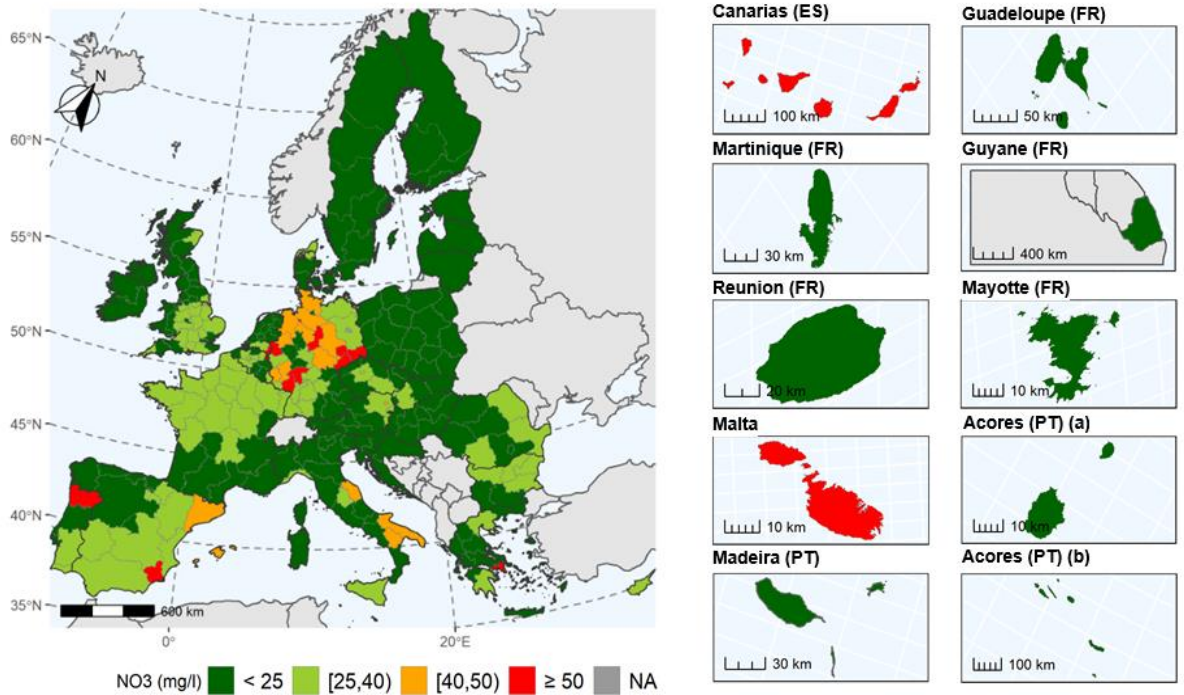 65°N
60°N
55°N
50°N
45°N
40°N
35°N
N
600 km
0°
20°E
NO3 (mg/l)
< 25
[25,40)
[40,50)
≥ 50
NA
Canarias (ES)
100 km
Guadeloupe (FR)
50 km
Martinique (FR)
30 km
Guyane (FR)
400 km
Reunion (FR)
20 km
Mayotte (FR)
10 km
Malta
10 km
Acores (PT) (a)
10 km
Madeira (PT)
30 km
Acores (PT) (b)
100 km